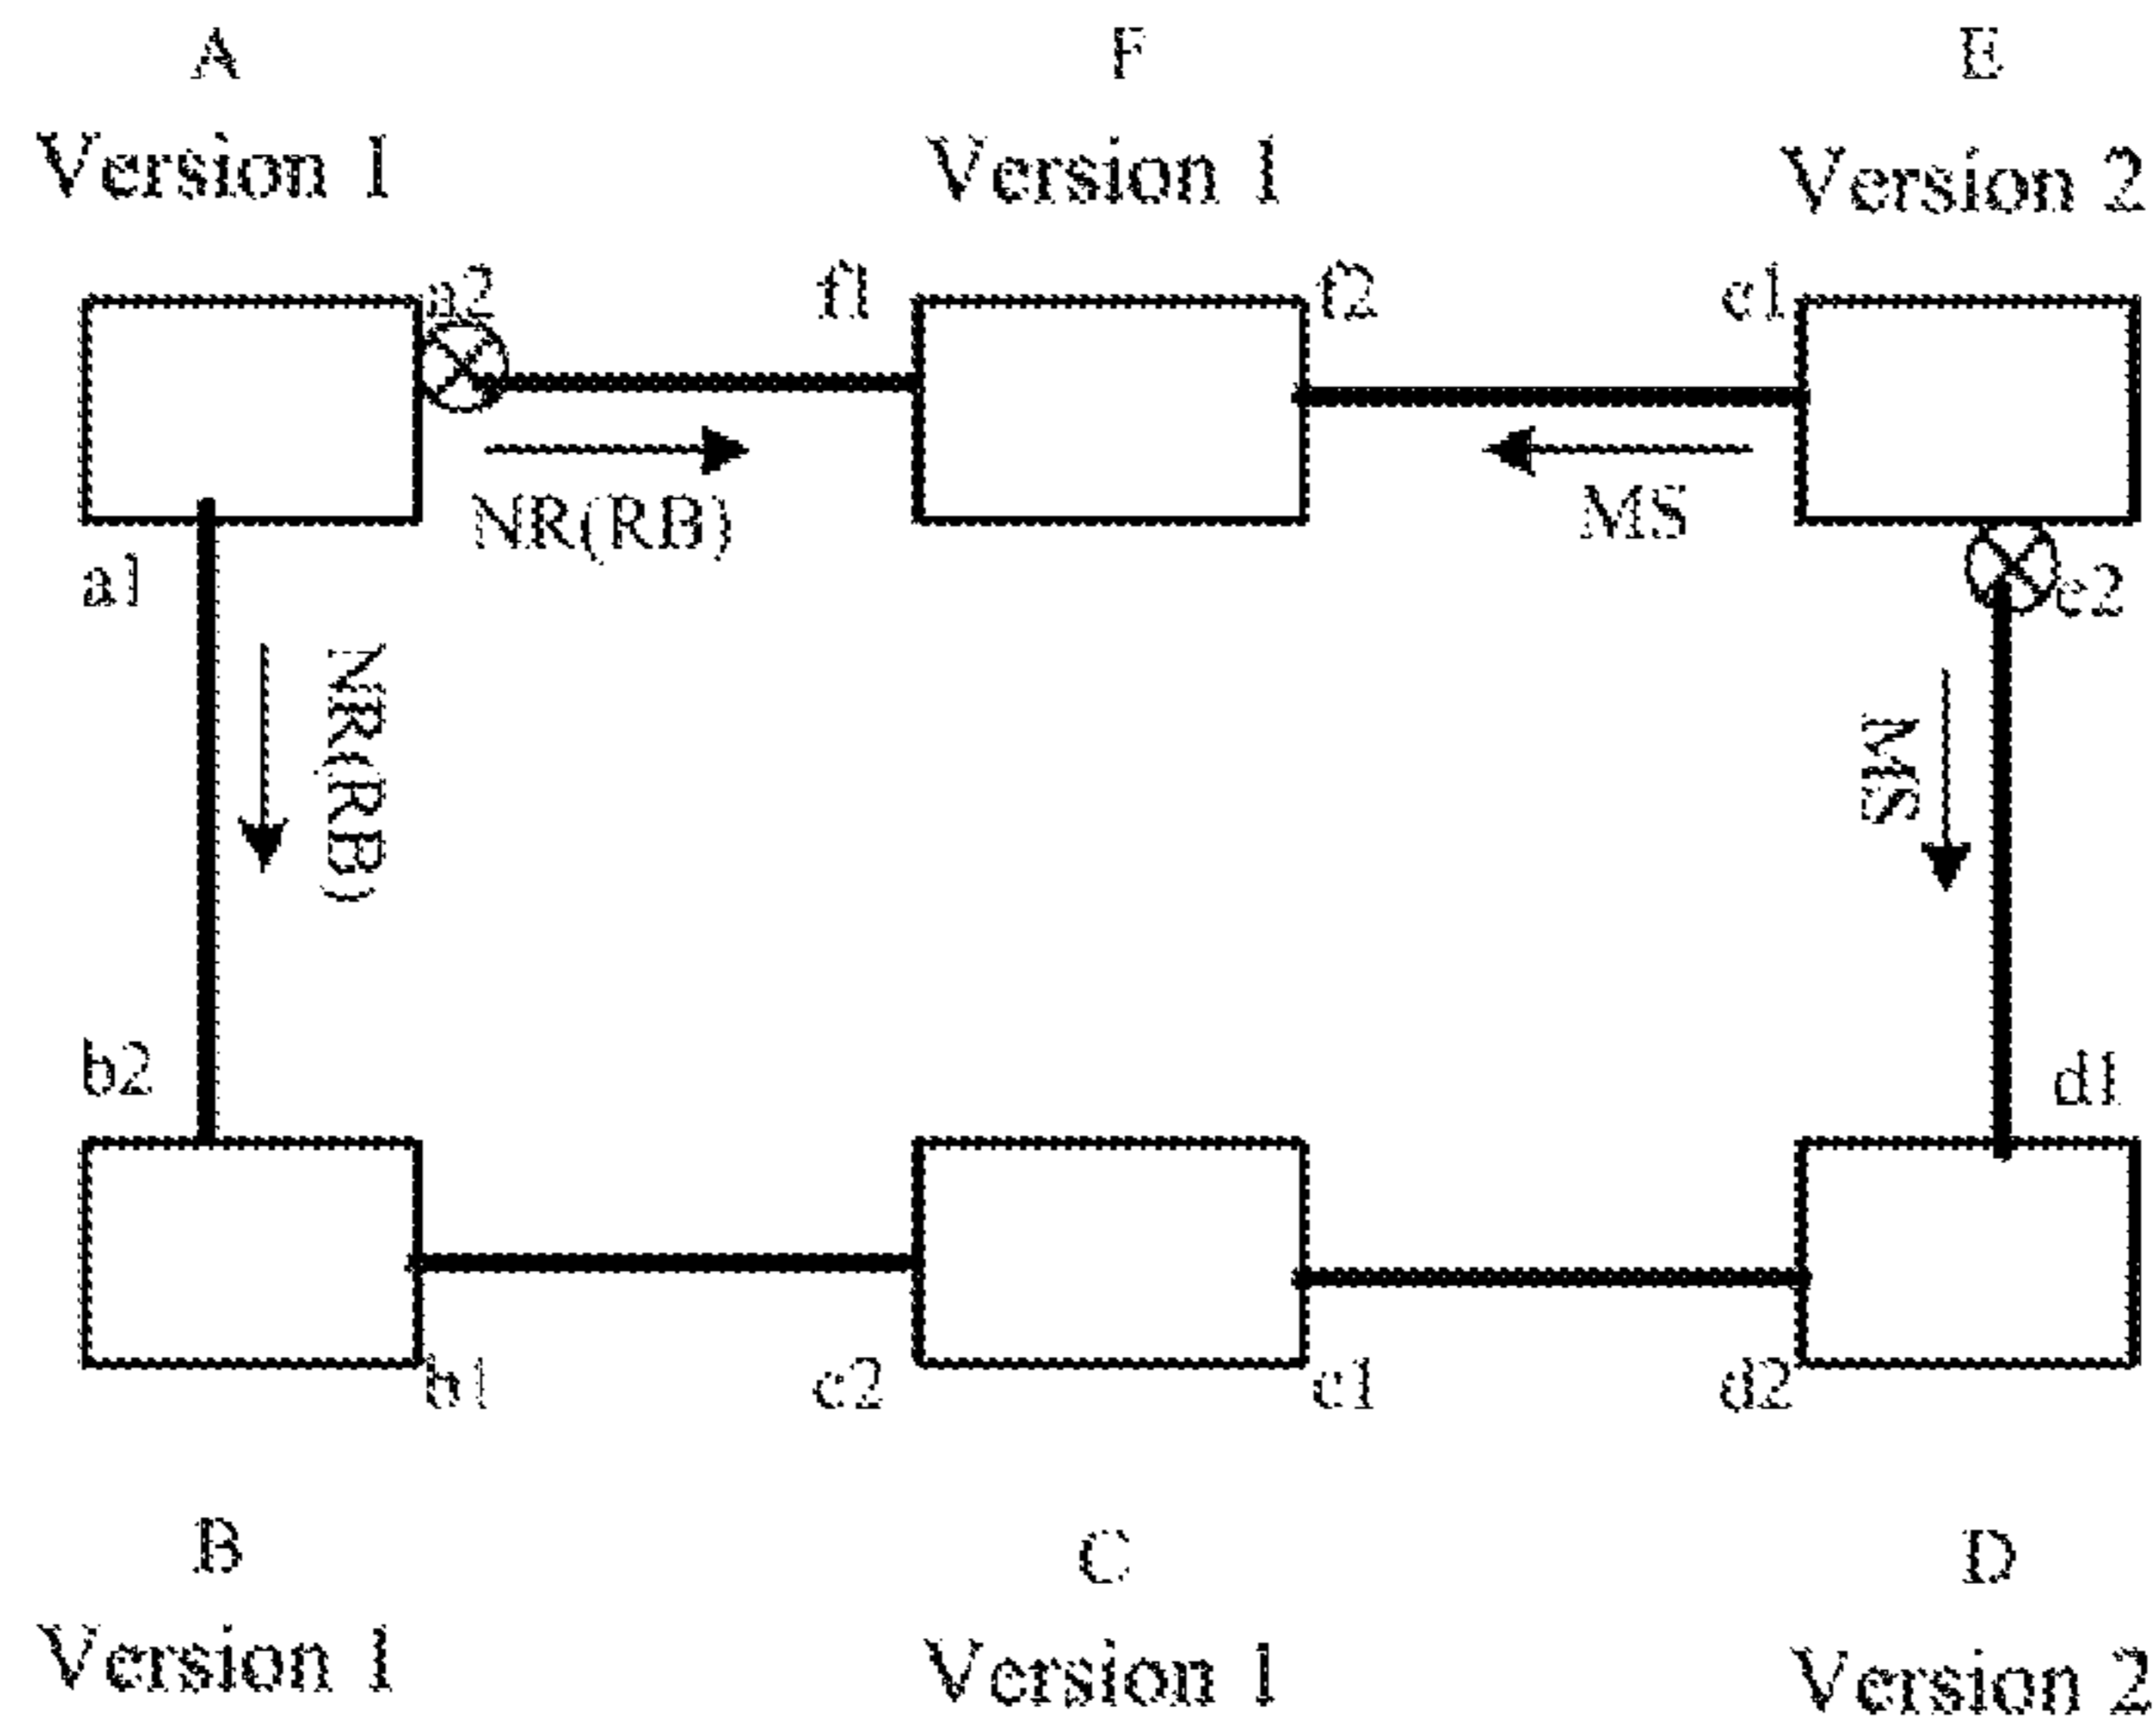 A
F
E
Version 1
Version 1
Version 2
a2
f1
f2
e1
NR(RB)
MS
a1
e2
NR(RB)
MS
b2
d1
b1
c2
c1
d2
B
C
D
Version 1
Version 1
Version 2